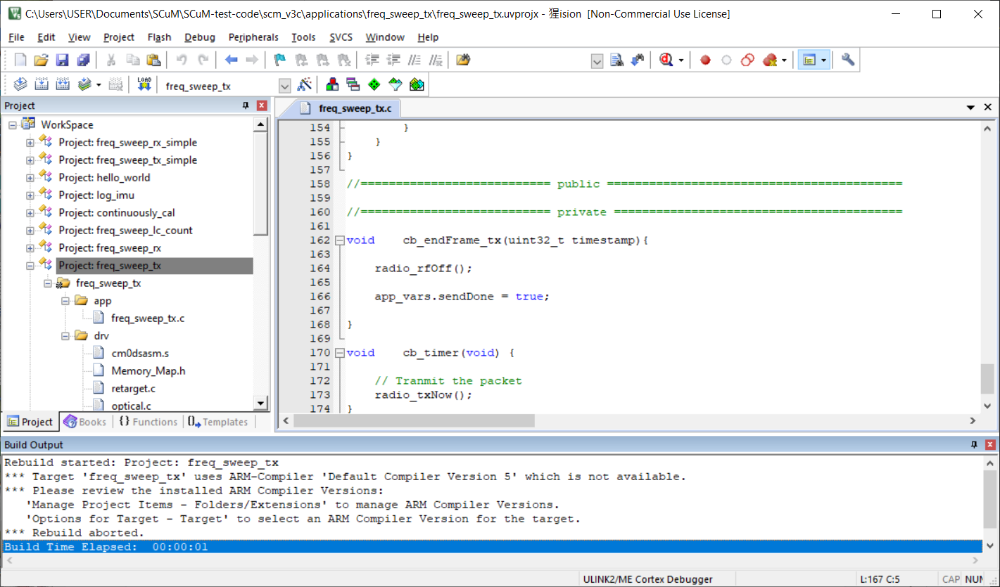 C:\Users\USER\Documents\SCuM\SCuM-test-code\scm_v3c\applications\freq_sweep_tx\freq_sweep_tx.uvprojx - 猩ision  [Non-Commercial Use License]
File Edit View Project Flash Debug Peripherals Tools SVCS Window Help
LOAD
freq_sweep_tx
Project
WorkSpace
Project: freq_sweep_rx_simple
Project: freq_sweep_tx_simple
Project: hello_world
Project: log_imu
Project: continuously_cal
Project: freq_sweep_lc_count
Project: freq_sweep_rx
Project: freq_sweep_tx
freq_sweep_tx
app
freq_sweep_tx.c
drv
cm0dsasm.s
Memory_Map.h
retarget.c
optical.c
Project Books {} Functions Templates
freq_sweep_tx.c
154         }
155     }
156 }
157
158 //=========================== public ==========================================
159
160 //=========================== private =========================================
161
162 void    cb_endFrame_tx(uint32_t timestamp){
163
164     radio_rfOff();
165
166     app_vars.sendDone = true;
167
168 }
169
170 void    cb_timer(void) {
171
172     // Tranmit the packet
173     radio_txNow();
174 }
Build Output
Rebuild started: Project: freq_sweep_tx
*** Target 'freq_sweep_tx' uses ARM-Compiler 'Default Compiler Version 5' which is not available.
*** Please review the installed ARM Compiler Versions:
   'Manage Project Items - Folders/Extensions' to manage ARM Compiler Versions.
   'Options for Target - Target' to select an ARM Compiler Version for the target.
*** Rebuild aborted.
Build Time Elapsed:  00:00:01
ULINK2/ME Cortex Debugger L:167 C:5 CAP NUM